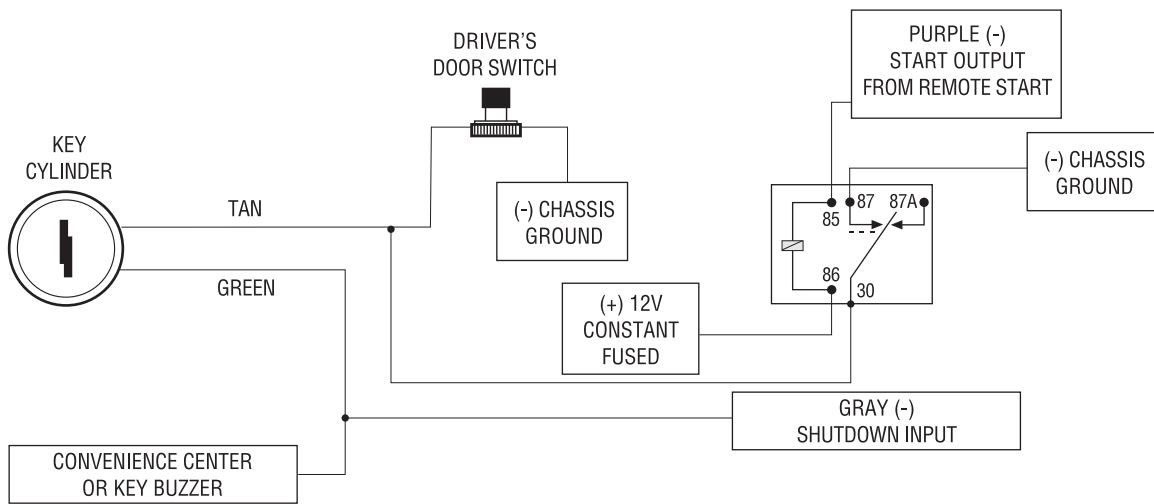 DRIVER'S
DOOR SWITCH
PURPLE (-)
START OUTPUT
FROM REMOTE START
KEY
CYLINDER
(-) CHASSIS
GROUND
TAN
(-) CHASSIS
GROUND
87
87A
85
GREEN
86
30
(+) 12V
CONSTANT
FUSED
GRAY (-)
SHUTDOWN INPUT
CONVENIENCE CENTER
OR KEY BUZZER